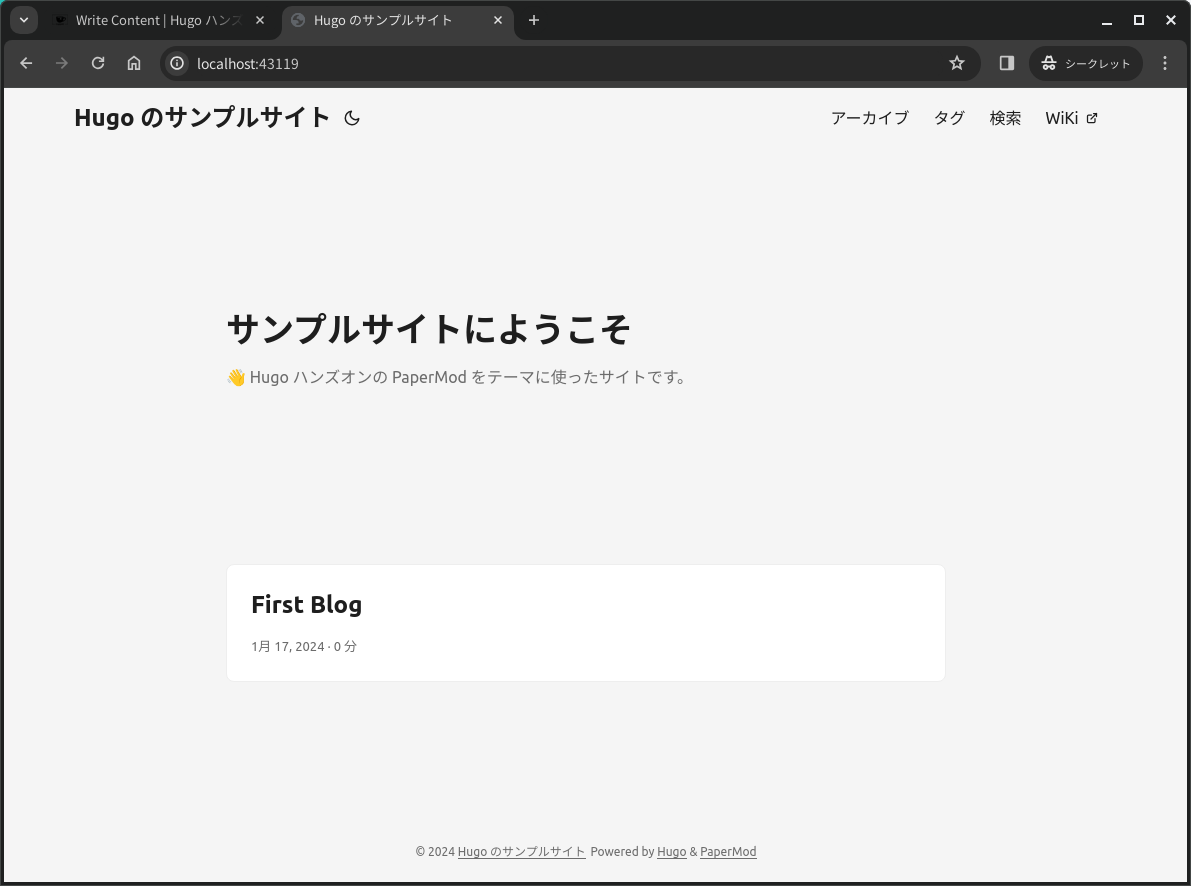 Write Content | Hugo ハンズ
Hugo のサンプルサイト
localhost:43119
シークレット
Hugo のサンプルサイト
アーカイブ タグ 検索 WiKi
サンプルサイトにようこそ
👋 Hugo ハンズオンの PaperMod をテーマに使ったサイトです。
First Blog
1月 17, 2024 · 0 分
© 2024 Hugo のサンプルサイト Powered by Hugo & PaperMod